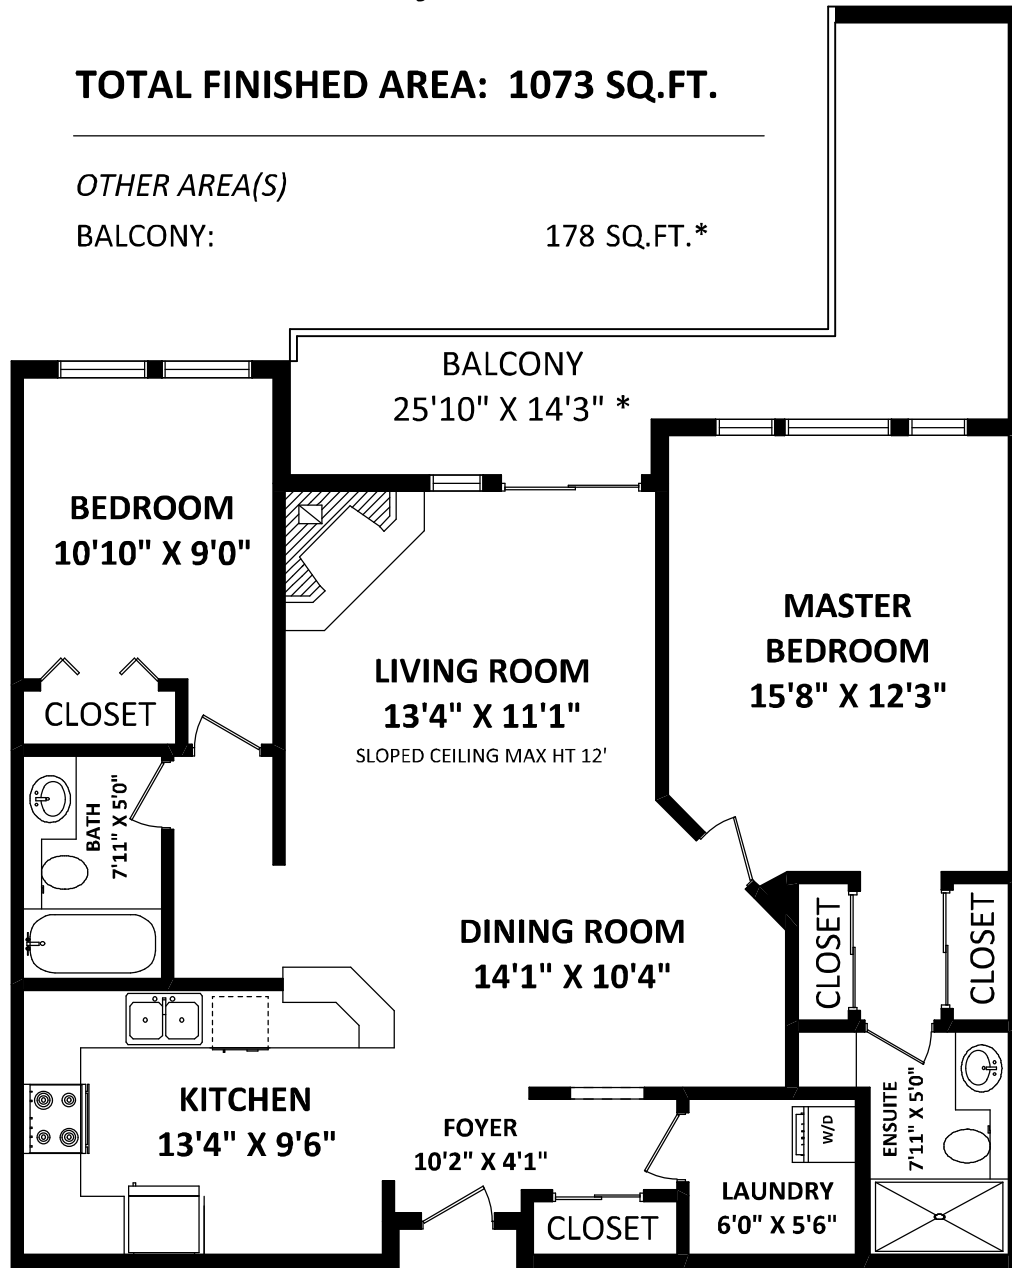 TOTAL FINISHED AREA: 1073 SQ.FT.
OTHER AREA(S)
BALCONY: 178 SQ.FT.*
BALCONY
25'10" X 14'3" *
BEDROOM
10'10" X 9'0"
MASTER
BEDROOM
15'8" X 12'3"
LIVING ROOM
13'4" X 11'1"
SLOPED CEILING MAX HT 12'
CLOSET
BATH
7'11" X 5'0"
DINING ROOM
14'1" X 10'4"
CLOSET
CLOSET
KITCHEN
13'4" X 9'6"
FOYER
10'2" X 4'1"
W/D
ENSUITE
7'11" X 5'0"
LAUNDRY
6'0" X 5'6"
CLOSET